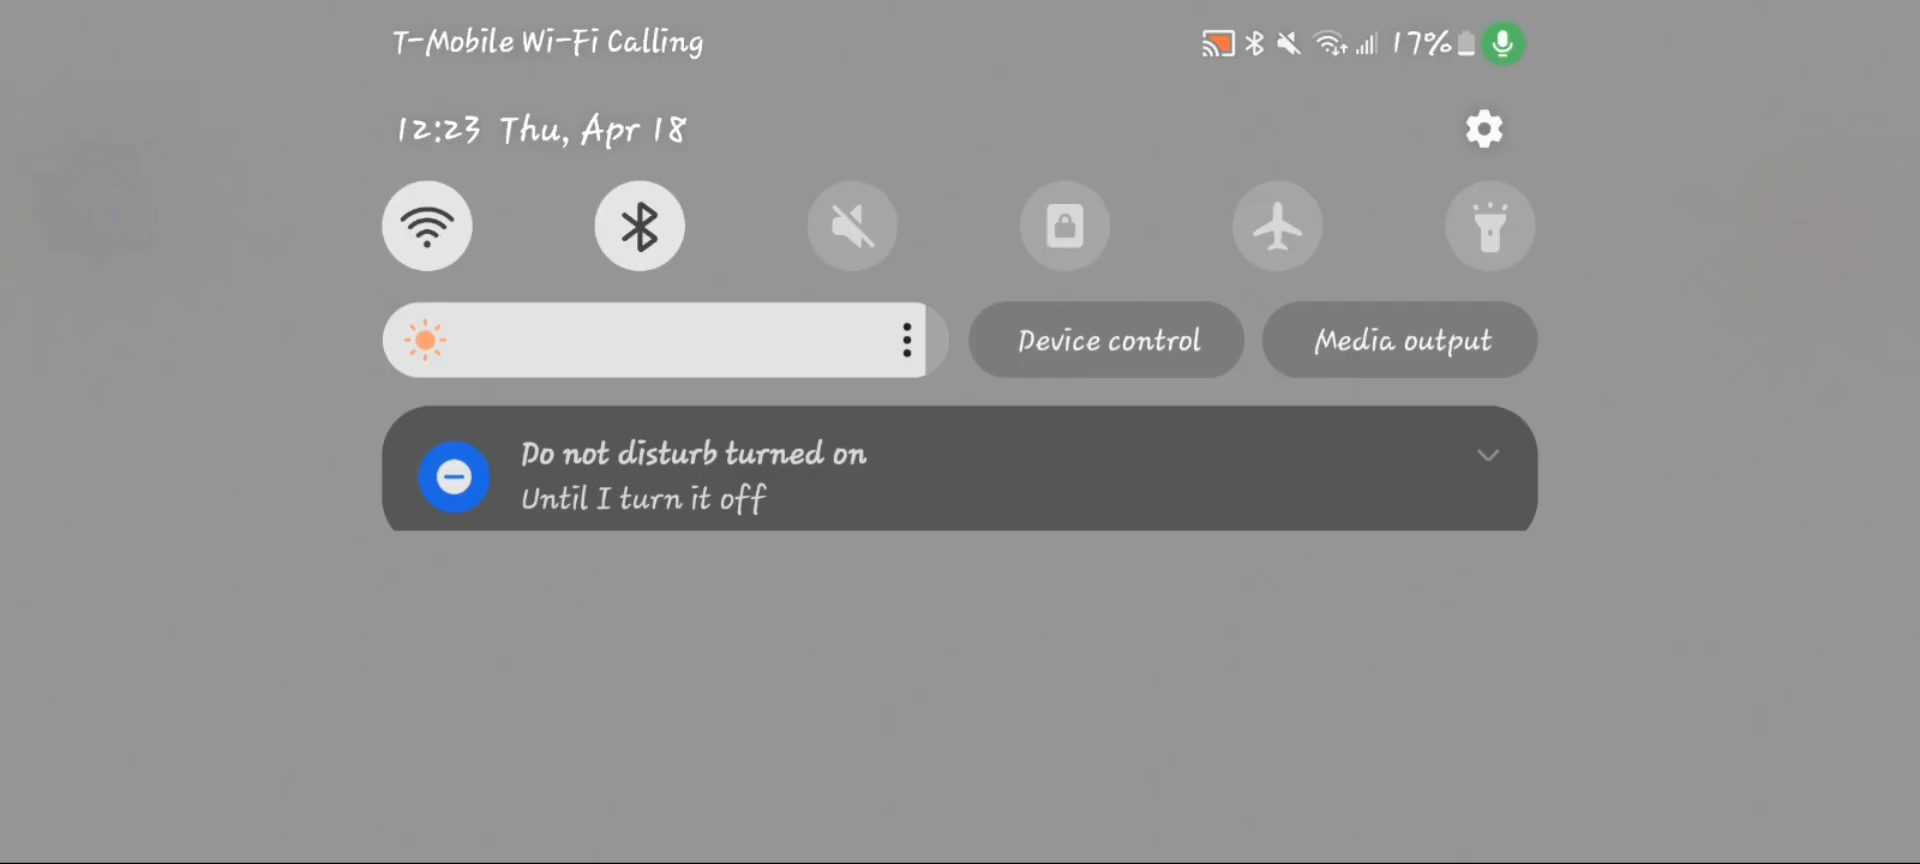 T-Mobile Wi-Fi Calling
17%
12:23 Thu, Apr 18
Device control
Media output
Do not disturb turned on
Until I turn it off